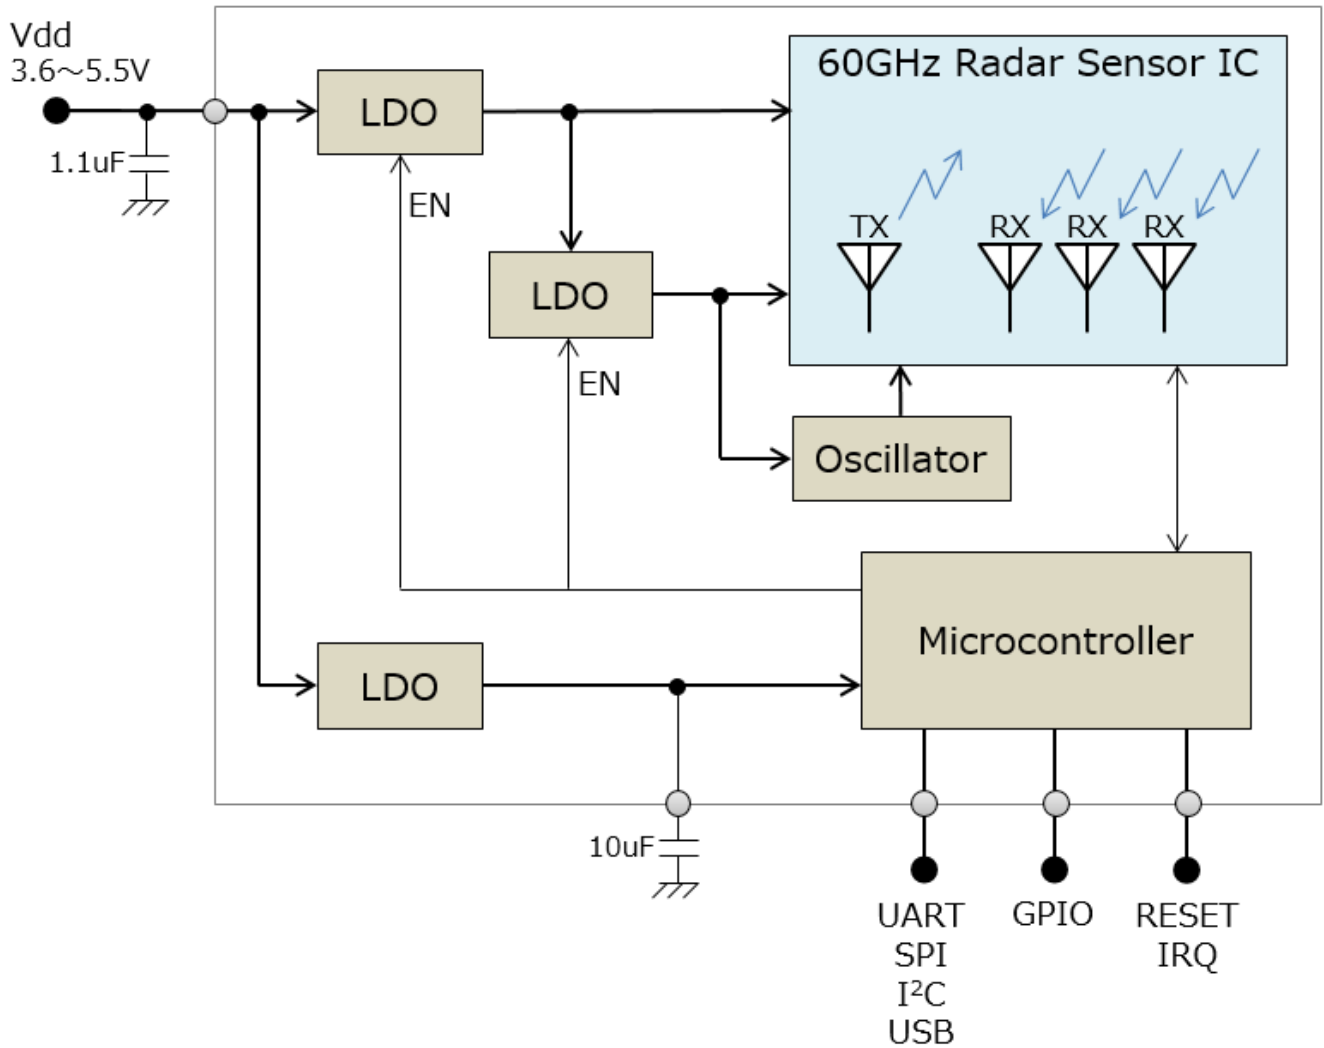 Vdd
3.6～5.5V
1.1uF
LDO
EN
60GHz Radar Sensor IC
TX
RX
RX
RX
LDO
EN
Oscillator
Microcontroller
LDO
10uF
UART
SPI
I²C
USB
GPIO
RESET
IRQ